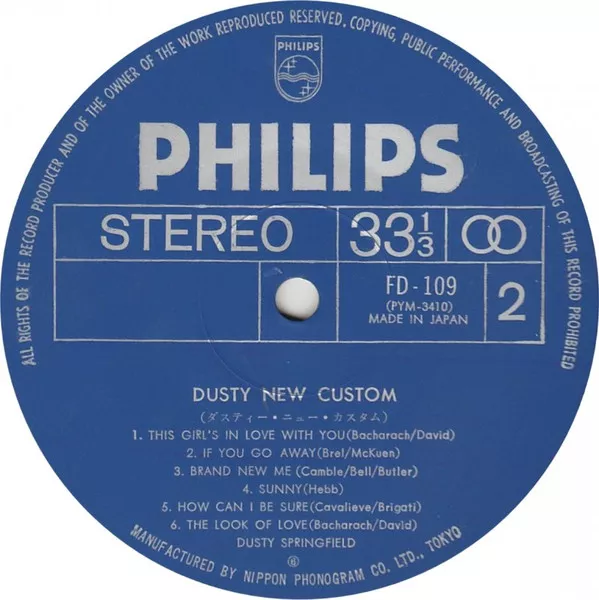 ALL RIGHTS OF THE RECORD PRODUCER AND OF THE OWNER OF THE WORK REPRODUCED RESERVED, COPYING, PUBLIC PERFORMANCE AND BROADCASTING OF THIS RECORD PROHIBITED
PHILIPS
PHILIPS
STEREO 33⅓
FD-109
(PYM-3410)
MADE IN JAPAN
2
DUSTY NEW CUSTOM
(ダスティー・ニュー・カスタム)
1. THIS GIRL'S IN LOVE WITH YOU(Bacharach/David)
2. IF YOU GO AWAY(Brel/McKuen)
3. BRAND NEW ME (Camble/Bell/Butler)
4. SUNNY(Hebb)
5. HOW CAN I BE SURE(Cavalieve/Brigati)
6. THE LOOK OF LOVE(Bacharach/David)
DUSTY SPRINGFIELD
MANUFACTURED BY NIPPON PHONOGRAM CO. LTD., TOKYO